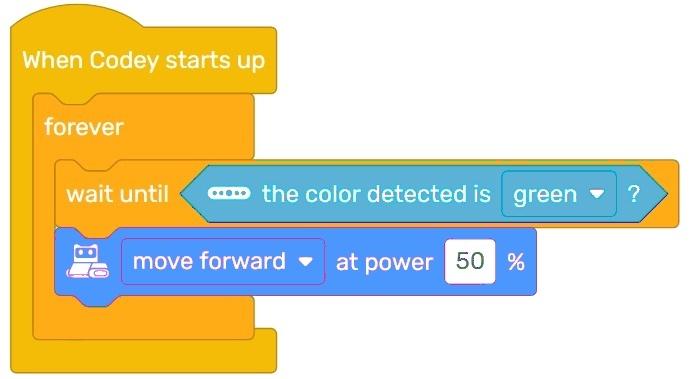 When Codey starts up
forever
wait until the color detected is green ?
move forward at power 50 %